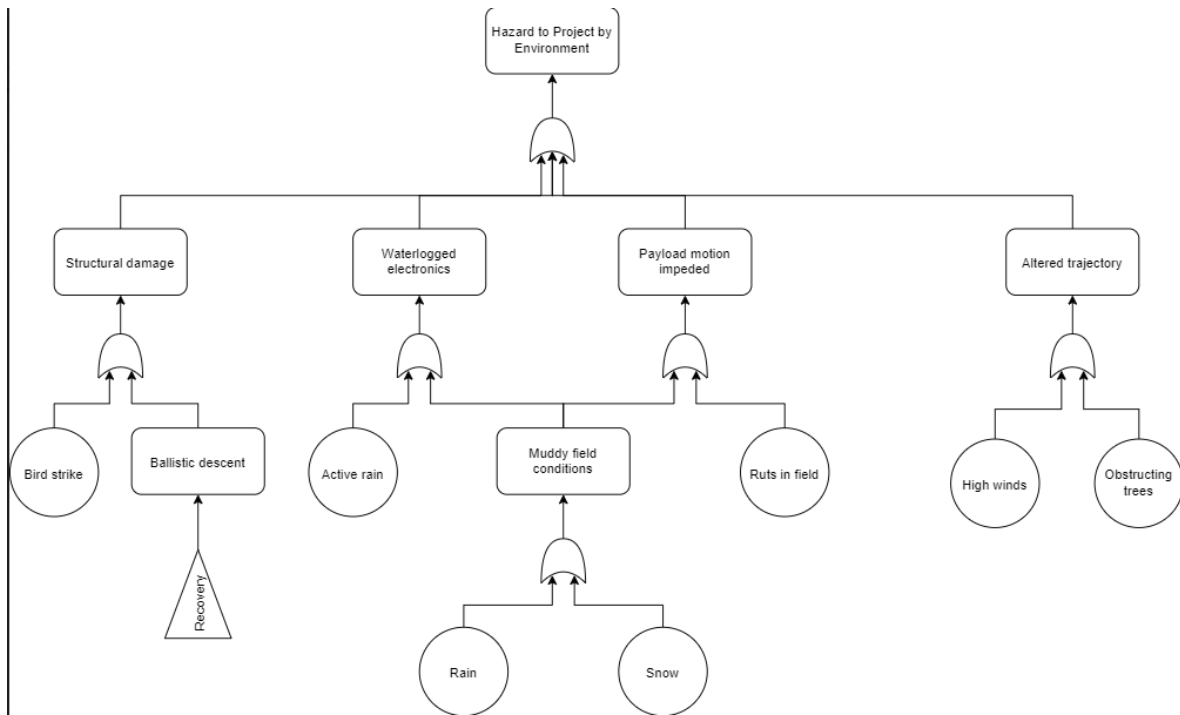 Hazard to Project by
Environment
Structural damage
Waterlogged
electronics
Payload motion
impeded
Altered trajectory
Bird strike
Ballistic descent
Active rain
Muddy field
conditions
Ruts in field
High winds
Obstructing
trees
Recovery
Rain
Snow